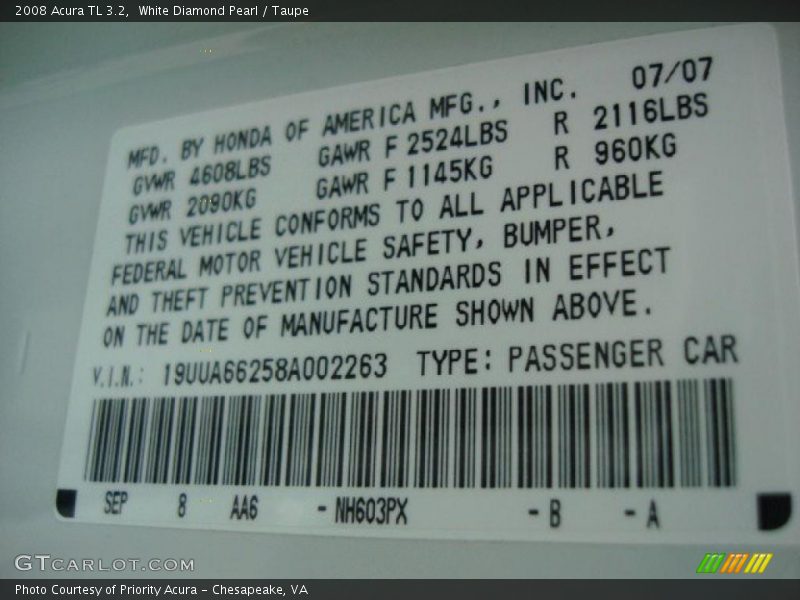 2008 Acura TL 3.2,  White Diamond Pearl / Taupe
MFD. BY HONDA OF AMERICA MFG., INC. 07/07
GVWR 4608LBS GAWR F 2524LBS R 2116LBS
GVWR 2090KG GAWR F 1145KG R 960KG
THIS VEHICLE CONFORMS TO ALL APPLICABLE
FEDERAL MOTOR VEHICLE SAFETY, BUMPER,
AND THEFT PREVENTION STANDARDS IN EFFECT
ON THE DATE OF MANUFACTURE SHOWN ABOVE.
V.I.N.: 19UUA66258A002263 TYPE: PASSENGER CAR
SEP 8 AA6 - NH603PX - B - A
GTCARLOT.COM
Photo Courtesy of Priority Acura – Chesapeake, VA